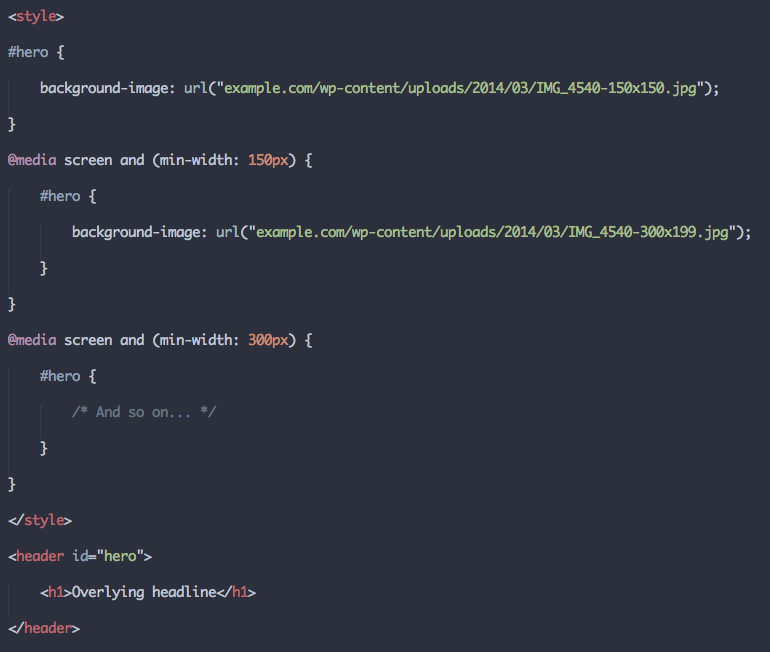 <style>
#hero {
    background-image: url("example.com/wp-content/uploads/2014/03/IMG_4540-150x150.jpg");
}
@media screen and (min-width: 150px) {
    #hero {
        background-image: url("example.com/wp-content/uploads/2014/03/IMG_4540-300x199.jpg");
    }
}
@media screen and (min-width: 300px) {
    #hero {
        /* And so on... */
    }
}
</style>
<header id="hero">
    <h1>Overlying headline</h1>
</header>